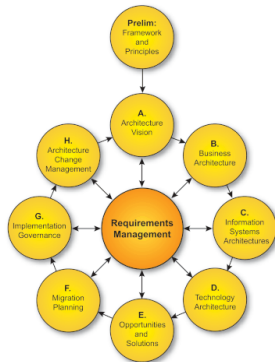 Prelim:
Framework
and
Principles
A.
Architecture
Vision
H.
Architecture
Change
Management
B.
Business
Architecture
G.
Implementation
Governance
Requirements
Management
C.
Information
Systems
Architectures
F.
Migration
Planning
D.
Technology
Architecture
E.
Opportunities
and
Solutions